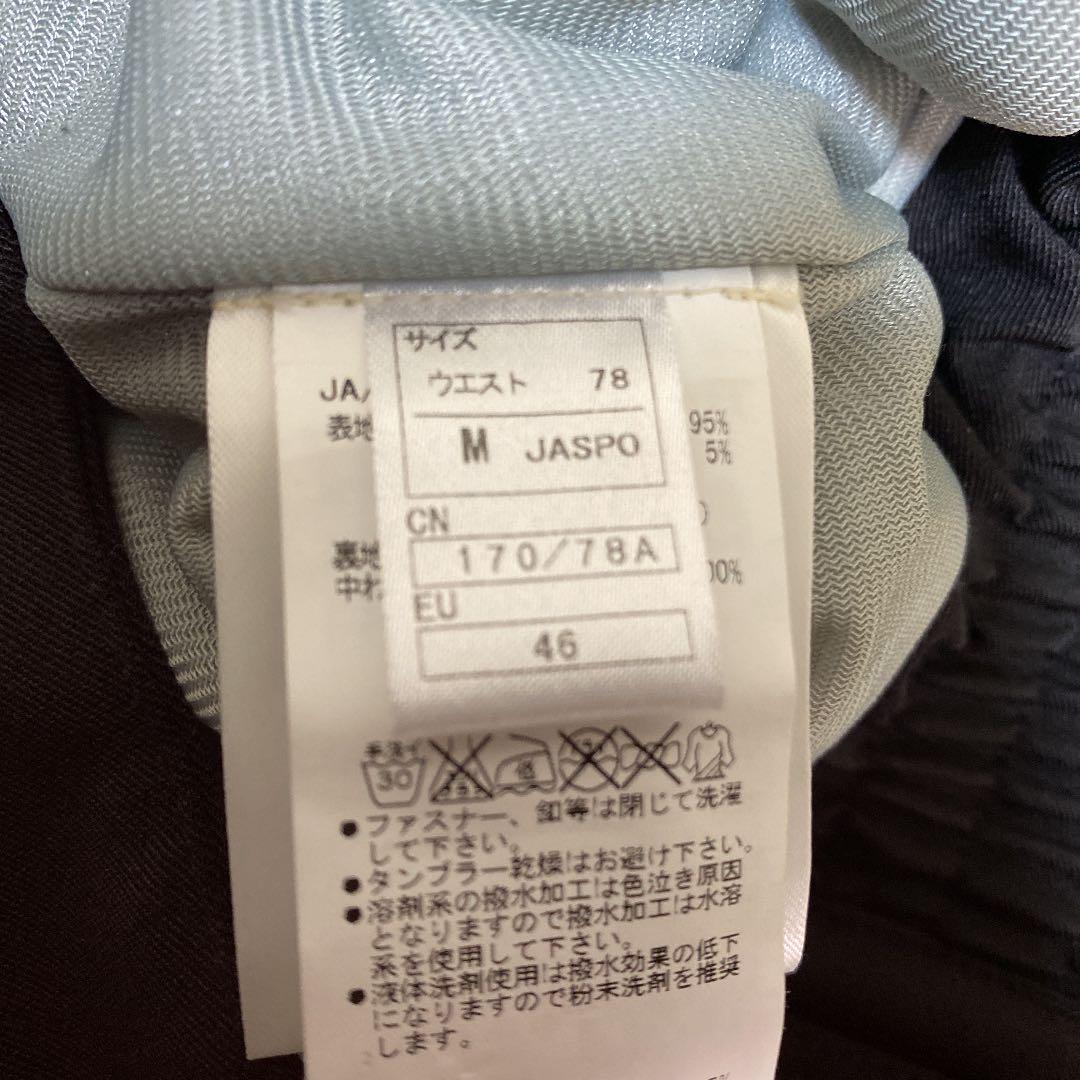 サイズ
ウエスト 78
M JASPO
CN
170/78A
EU
46
JA/
表地
95%
5%
裏地
00%
中わ
手洗イ
30
低
●ファスナー、釦等は閉じて洗濯
して下さい。
●タンブラー乾燥はお避け下さい。
●溶剤系の撥水加工は色泣き原因
となりますので撥水加工は水溶
系を使用して下さい。
●液体洗剤使用は撥水効果の低下
になりますので粉末洗剤を推奨
します。